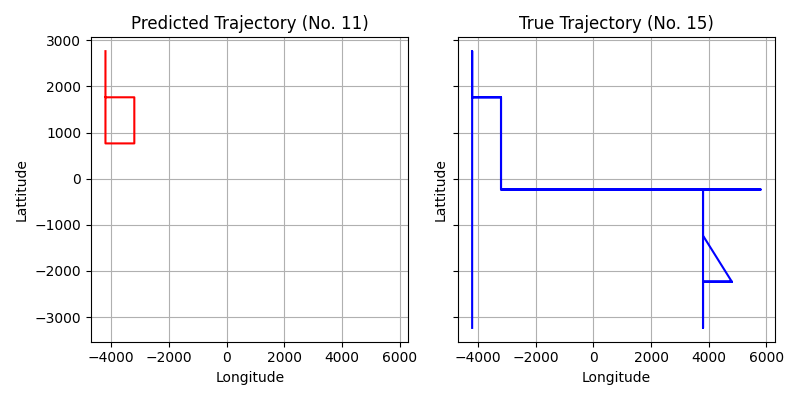 Predicted Trajectory (No. 11)
3000
2000
1000
0
−1000
−2000
−3000
Lattitude
−4000 −2000 0 2000 4000 6000
Longitude
True Trajectory (No. 15)
Lattitude
−4000 −2000 0 2000 4000 6000
Longitude